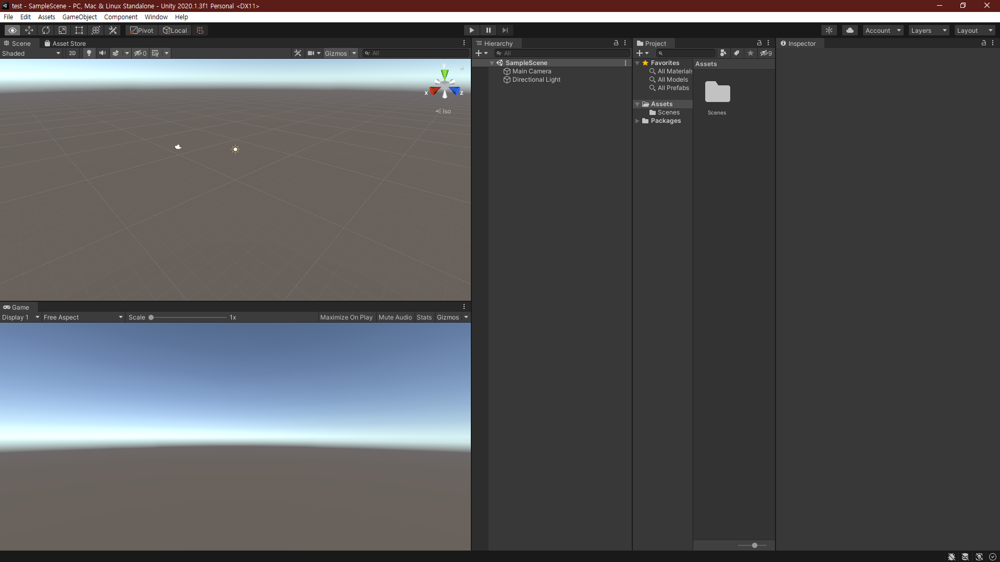 test - SampleScene - PC, Mac & Linux Standalone - Unity 2020.1.3f1 Personal <DX11>
File Edit Assets GameObject Component Window Help
Pivot Local Account Layers Layout
Scene Asset Store
Shaded 2D 0 Gizmos All
y
x z
Iso
Game
Display 1 Free Aspect Scale 1x Maximize On Play Mute Audio Stats Gizmos
Hierarchy
All
SampleScene
Main Camera
Directional Light
Project
9
Favorites
All Materials
All Models
All Prefabs
Assets
Scenes
Packages
Assets
Scenes
Inspector